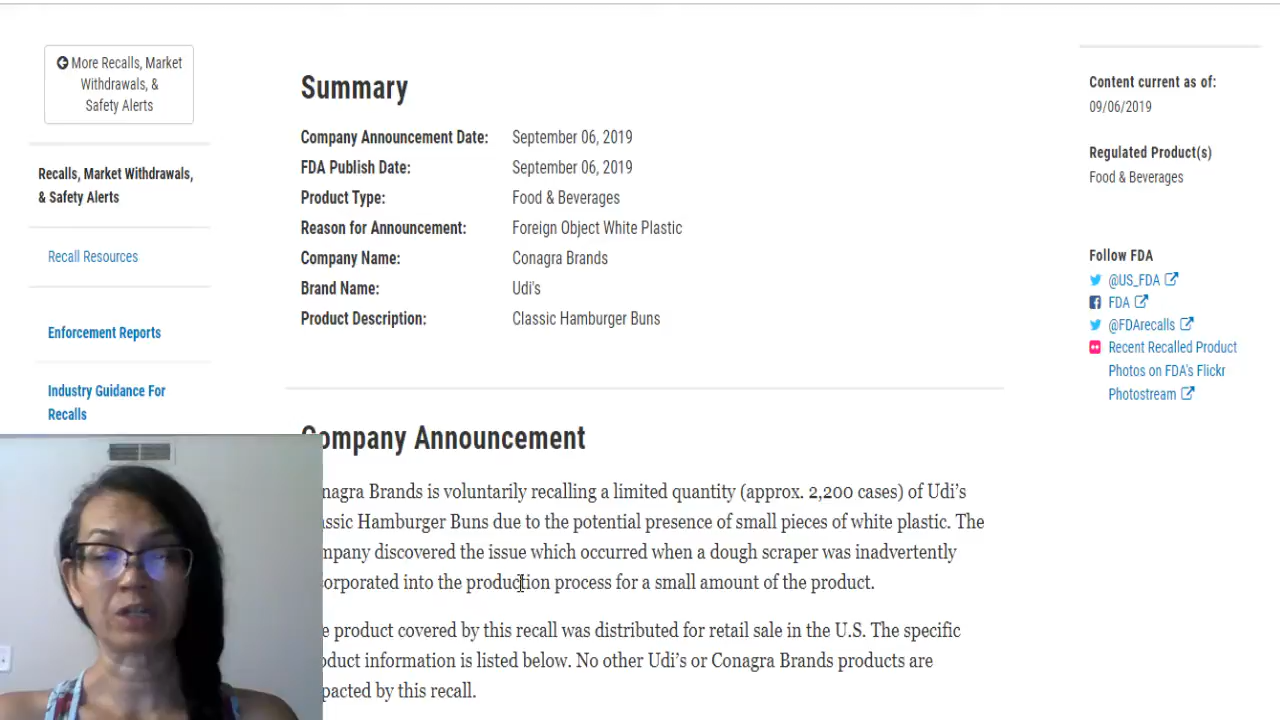 More Recalls, Market
Withdrawals, &
Safety Alerts
Recalls, Market Withdrawals,
& Safety Alerts
Recall Resources
Enforcement Reports
Industry Guidance For
Recalls
Summary
Company Announcement Date: September 06, 2019
FDA Publish Date: September 06, 2019
Product Type: Food & Beverages
Reason for Announcement: Foreign Object White Plastic
Company Name: Conagra Brands
Brand Name: Udi's
Product Description: Classic Hamburger Buns
Company Announcement
nagra Brands is voluntarily recalling a limited quantity (approx. 2,200 cases) of Udi’s
ssic Hamburger Buns due to the potential presence of small pieces of white plastic. The
mpany discovered the issue which occurred when a dough scraper was inadvertently
corporated into the production process for a small amount of the product.
e product covered by this recall was distributed for retail sale in the U.S. The specific
oduct information is listed below. No other Udi’s or Conagra Brands products are
pacted by this recall.
Content current as of:
09/06/2019
Regulated Product(s)
Food & Beverages
Follow FDA
@US_FDA
FDA
@FDArecalls
Recent Recalled Product
Photos on FDA's Flickr
Photostream